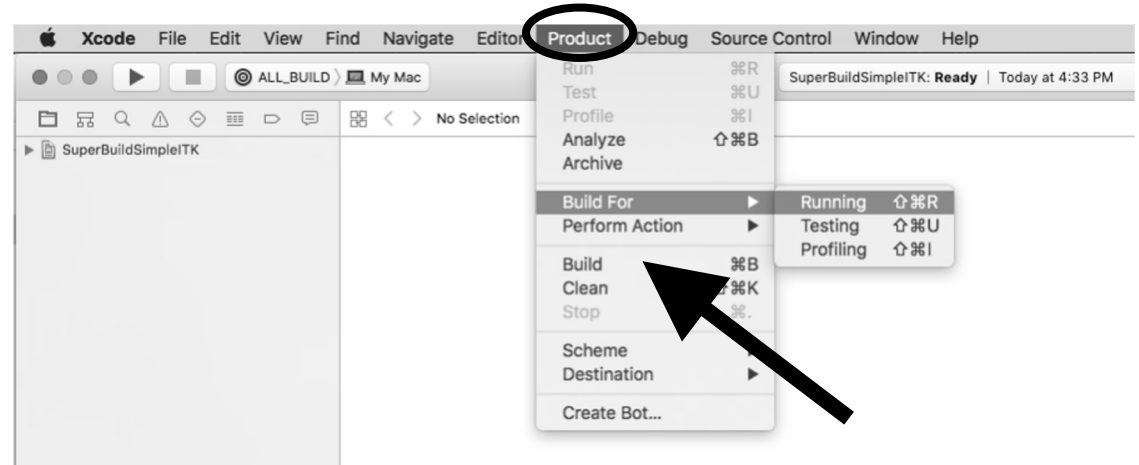 Xcode File Edit View Find Navigate Editor Product Debug Source Control Window Help
ALL_BUILD My Mac
SuperBuildSimpleITK: Ready | Today at 4:33 PM
No Selection
SuperBuildSimpleITK
Run ⌘R
Test ⌘U
Profile ⌘I
Analyze ⇧⌘B
Archive
Build For
Running ⇧⌘R
Perform Action
Testing ⇧⌘U
Profiling ⇧⌘I
Build ⌘B
Clean ⌘K
Stop ⌘.
Scheme
Destination
Create Bot...